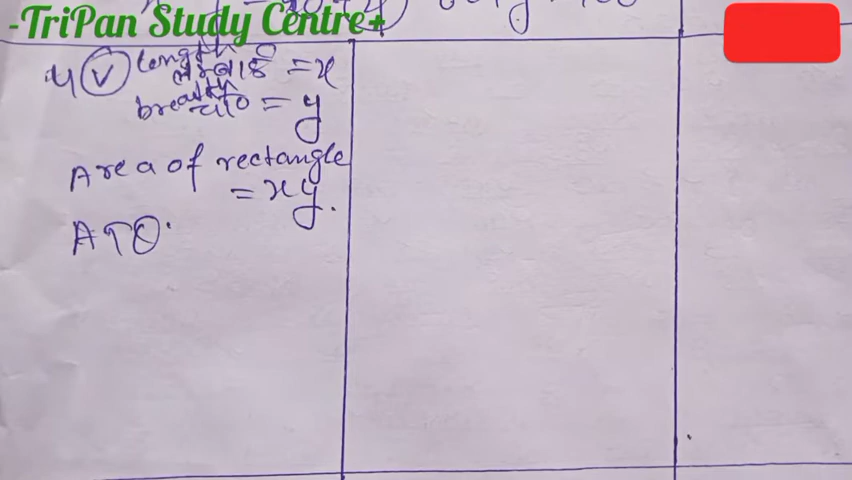 -TriPan Study Centre+
4) (v) length
= x
breadth
= y
Area of rectangle
= xy.
ATQ.